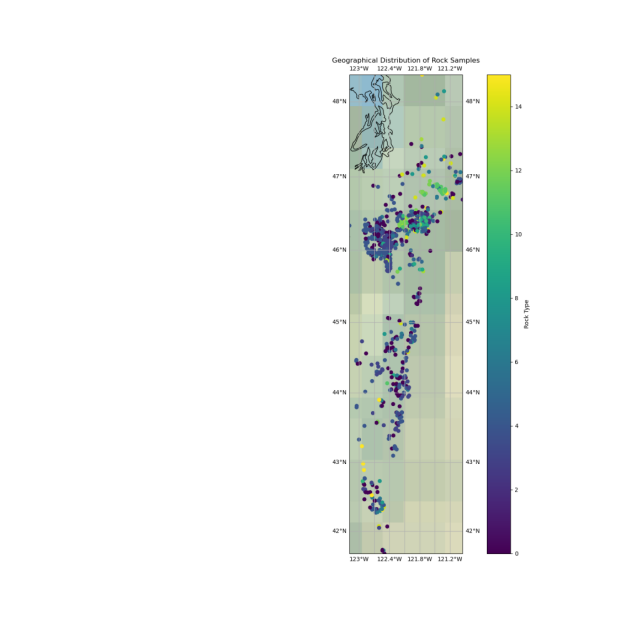 Geographical Distribution of Rock Samples
123°W 122.4°W 121.8°W 121.2°W
48°N 48°N
14
47°N 47°N
12
46°N 46°N
10
8
45°N 45°N
Rock Type
6
44°N 44°N
4
43°N 43°N
2
42°N 42°N
0
123°W 122.4°W 121.8°W 121.2°W